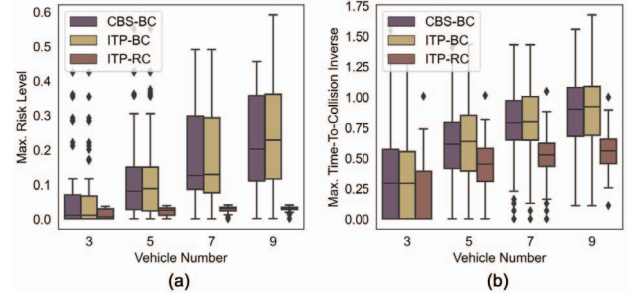 0.6
0.5
0.4
0.3
0.2
0.1
0.0
Max. Risk Level
CBS-BC
ITP-BC
ITP-RC
3 5 7 9
Vehicle Number
(a)
1.75
1.50
1.25
1.00
0.75
0.50
0.25
0.00
Max. Time-To-Collision Inverse
CBS-BC
ITP-BC
ITP-RC
3 5 7 9
Vehicle Number
(b)